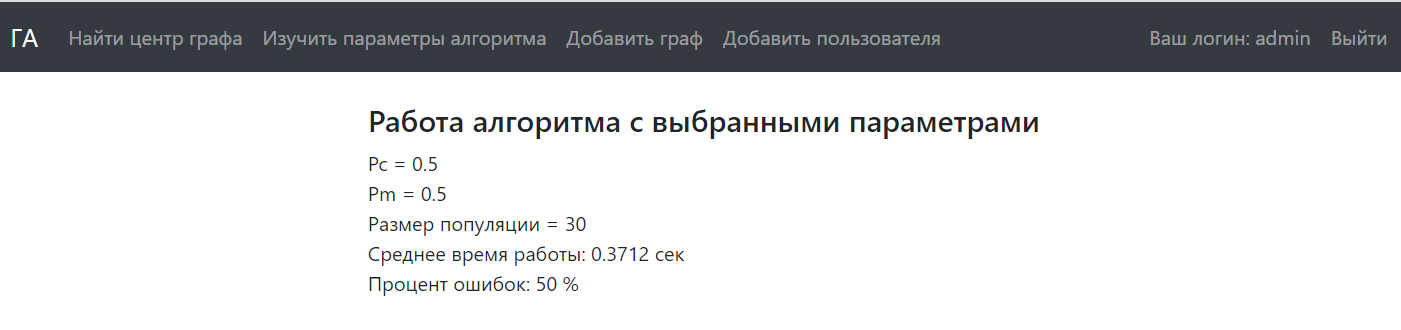 ГА Найти центр графа Изучить параметры алгоритма Добавить граф Добавить пользователя Ваш логин: admin Выйти
Работа алгоритма с выбранными параметрами
Pc = 0.5
Pm = 0.5
Размер популяции = 30
Среднее время работы: 0.3712 сек
Процент ошибок: 50 %